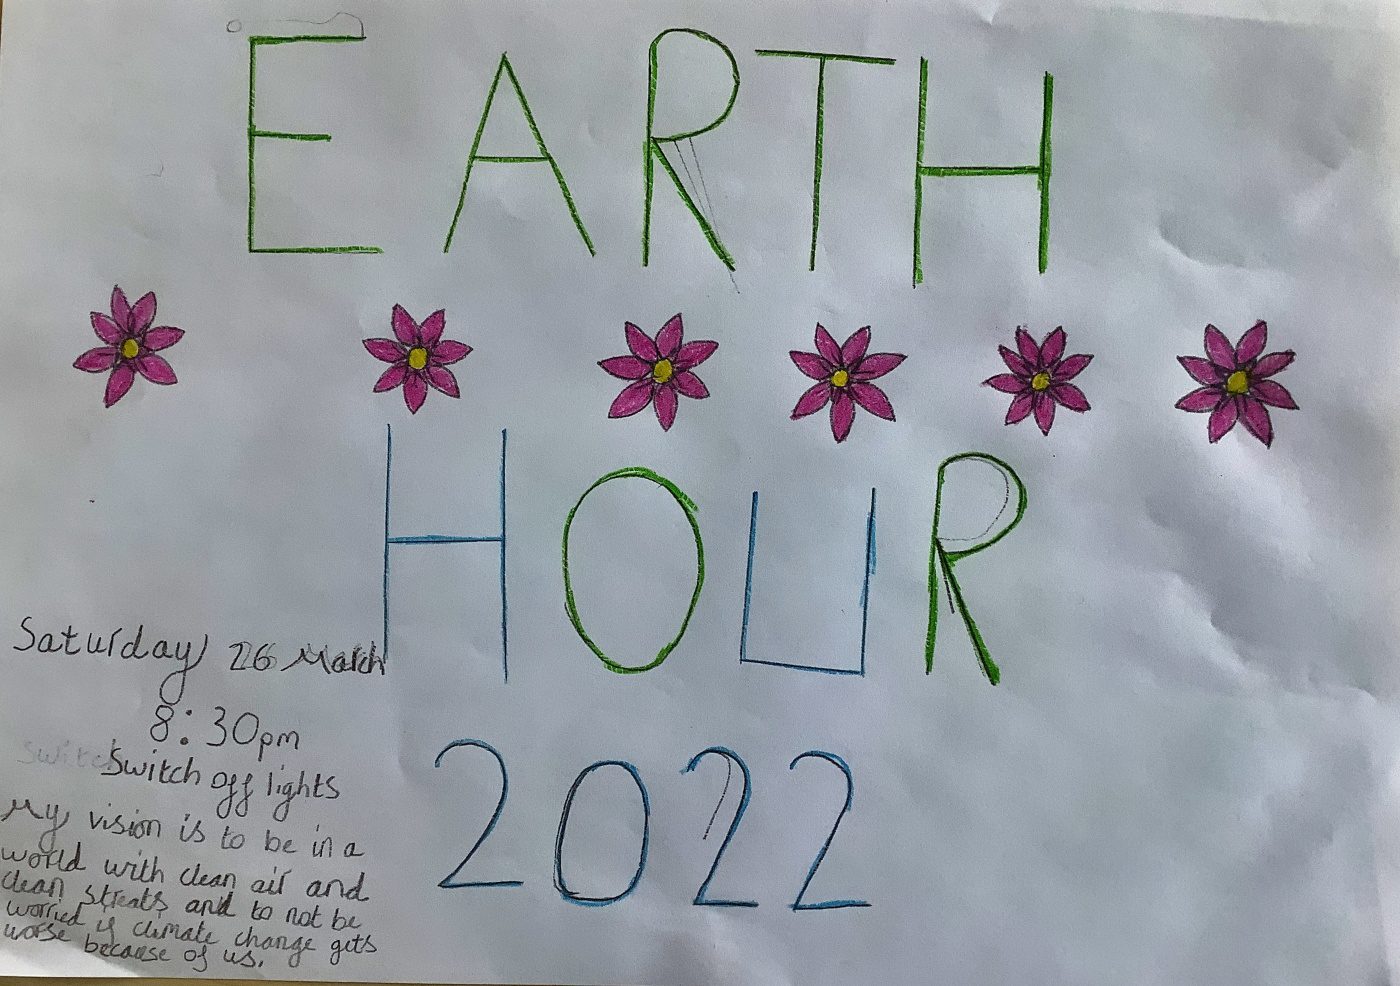 EARTH
HOUR
2022
Saturday 26 March
8:30pm
Switch Switch off lights
My vision is to be in a
world with clean air and
clean streats and to not be
worried if climate change gets
worse because of us.